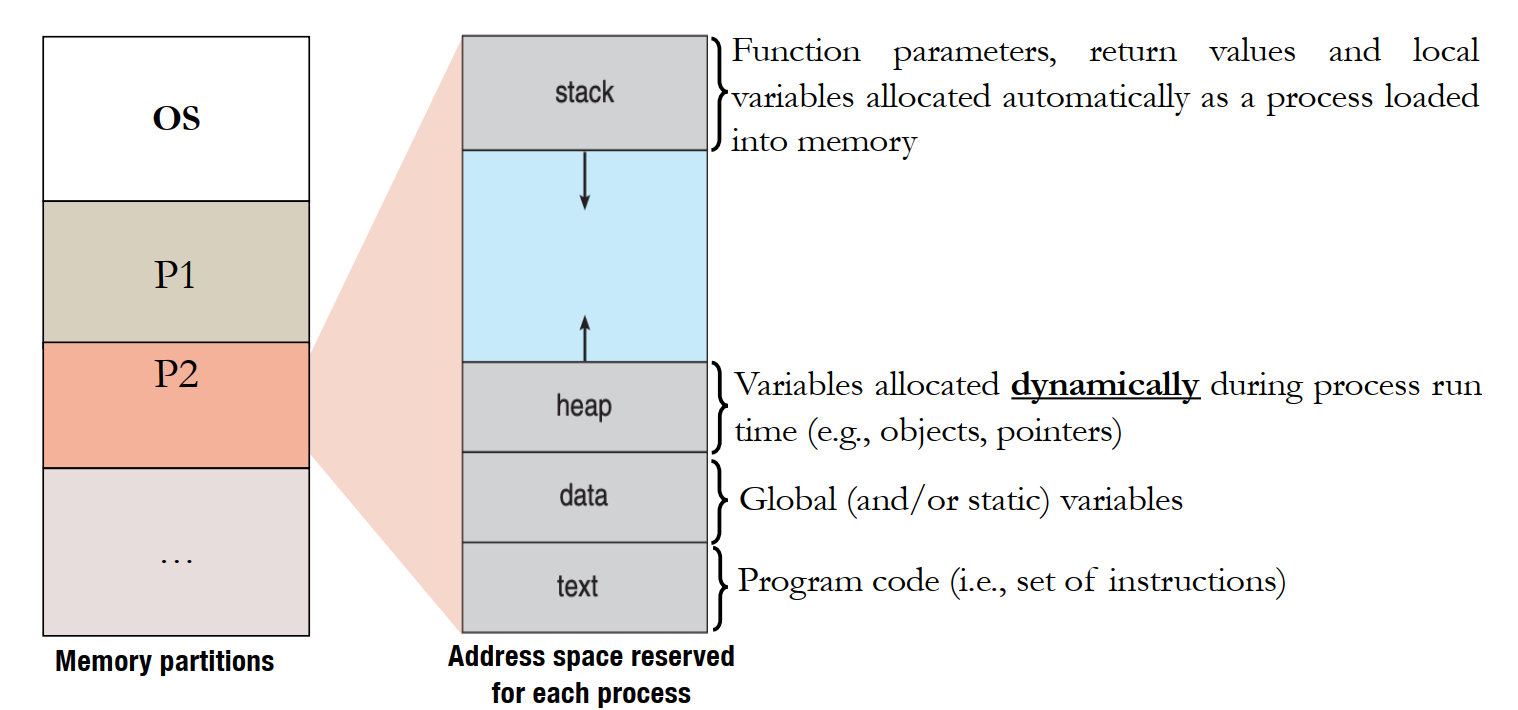 OS
P1
P2
…
Memory partitions
stack
heap
data
text
Address space reserved
for each process
Function parameters, return values and local
variables allocated automatically as a process loaded
into memory
Variables allocated dynamically during process run
time (e.g., objects, pointers)
Global (and/or static) variables
Program code (i.e., set of instructions)